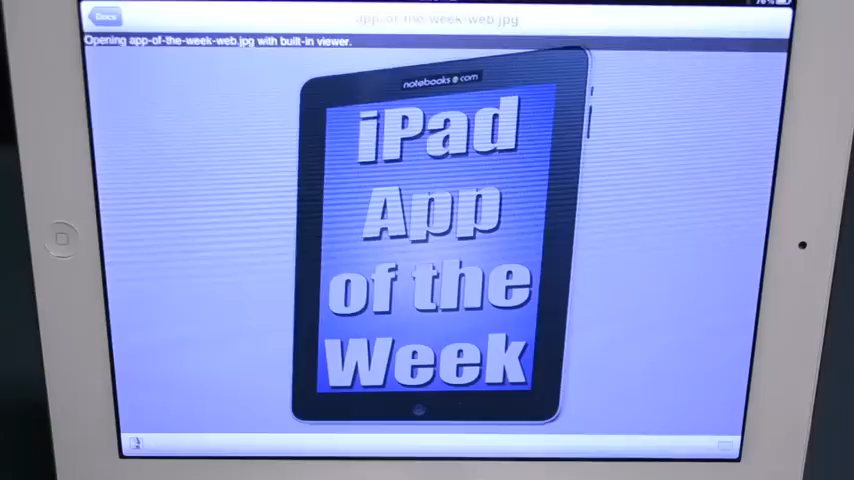 Docs
app-of-the-week-web.jpg
76%
Opening app-of-the-week-web.jpg with built-in viewer.
notebooks.com
iPad
App
of the
Week